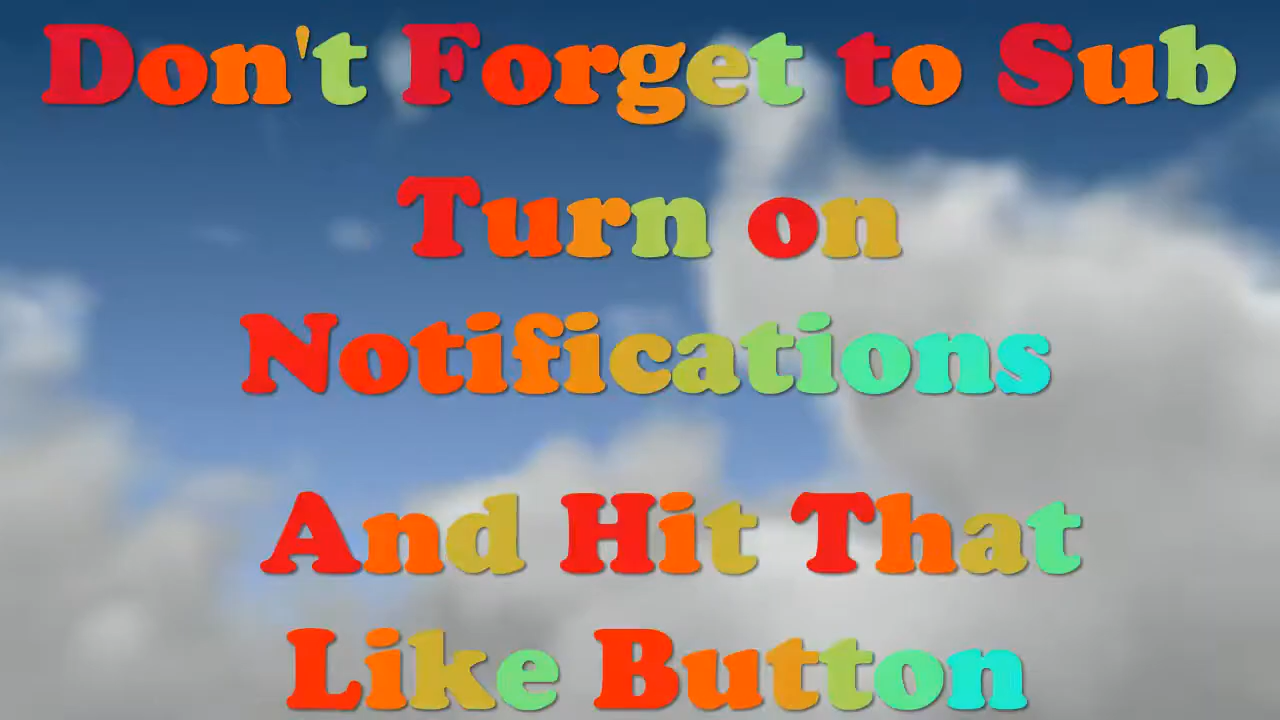 Don't Forget to Sub
Turn on
Notifications
And Hit That
Like Button